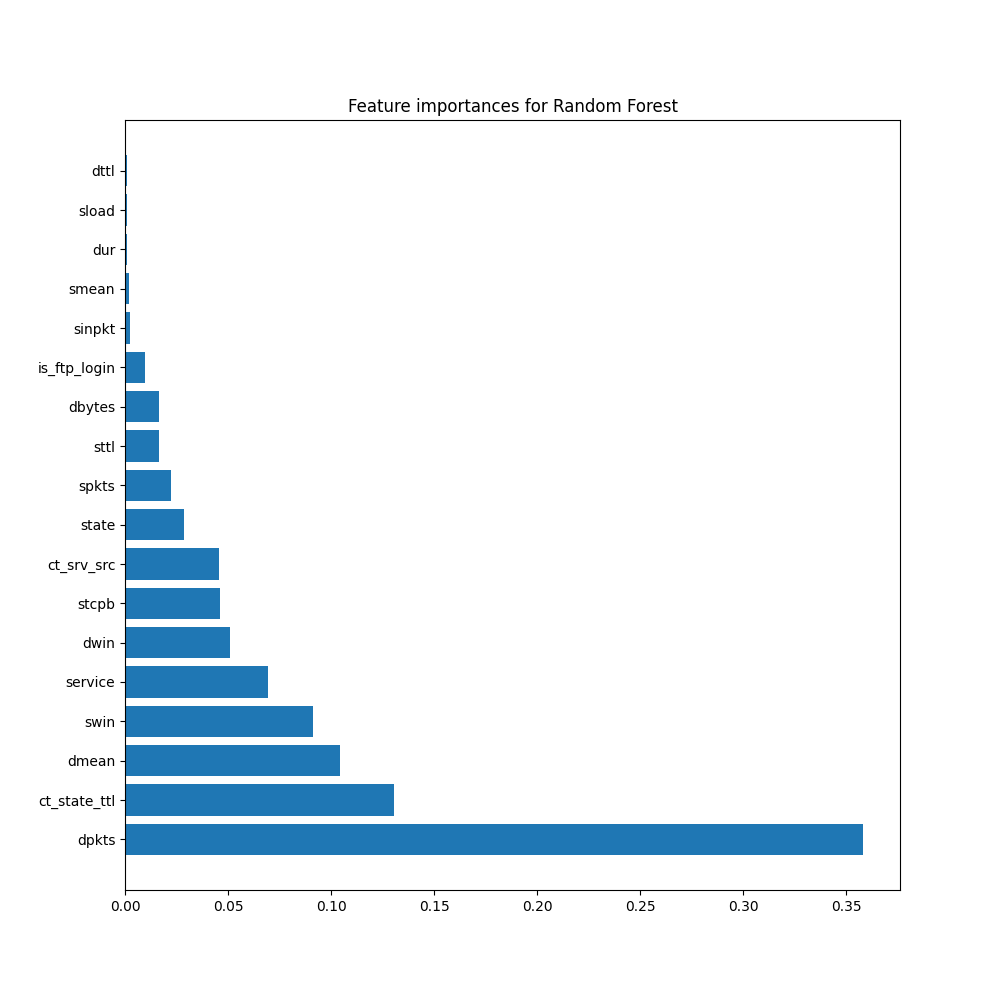 Feature importances for Random Forest
dttl
sload
dur
smean
sinpkt
is_ftp_login
dbytes
sttl
spkts
state
ct_srv_src
stcpb
dwin
service
swin
dmean
ct_state_ttl
dpkts
0.00 0.05 0.10 0.15 0.20 0.25 0.30 0.35